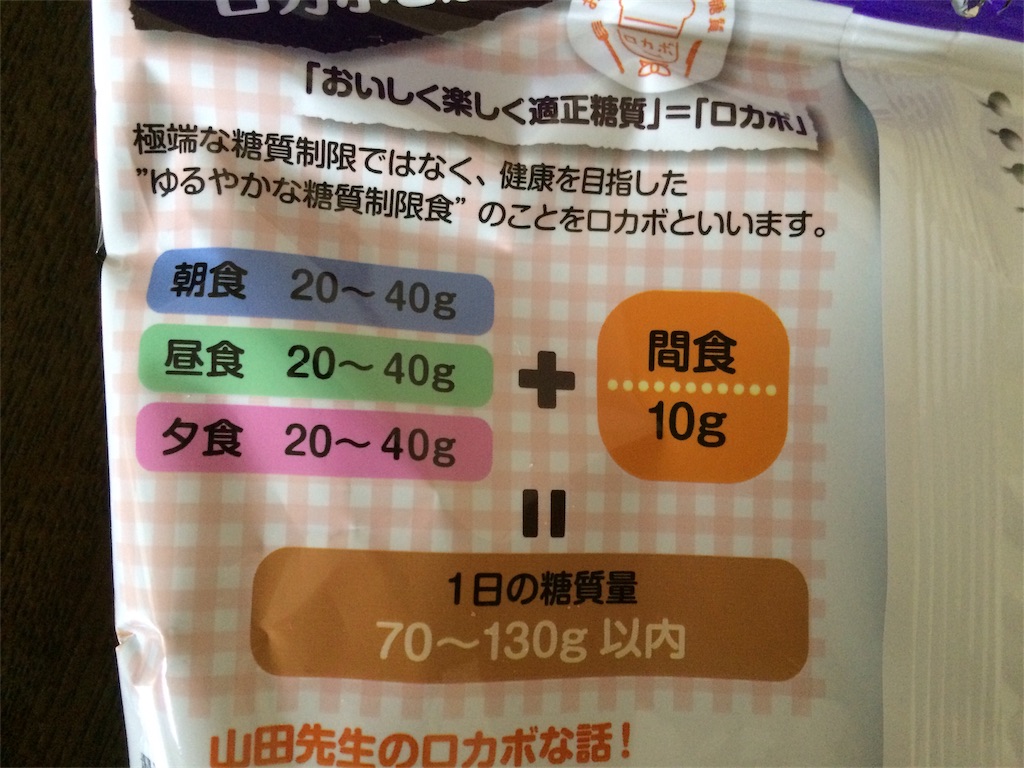 ロカボ
「おいしく楽しく適正糖質」＝「ロカボ」
極端な糖質制限ではなく、健康を目指した
”ゆるやかな糖質制限食” のことをロカボといいます。
朝食 20〜40g
昼食 20〜40g
夕食 20〜40g
+
間食
10g
=
1日の糖質量
70〜130g 以内
山田先生のロカボな話！